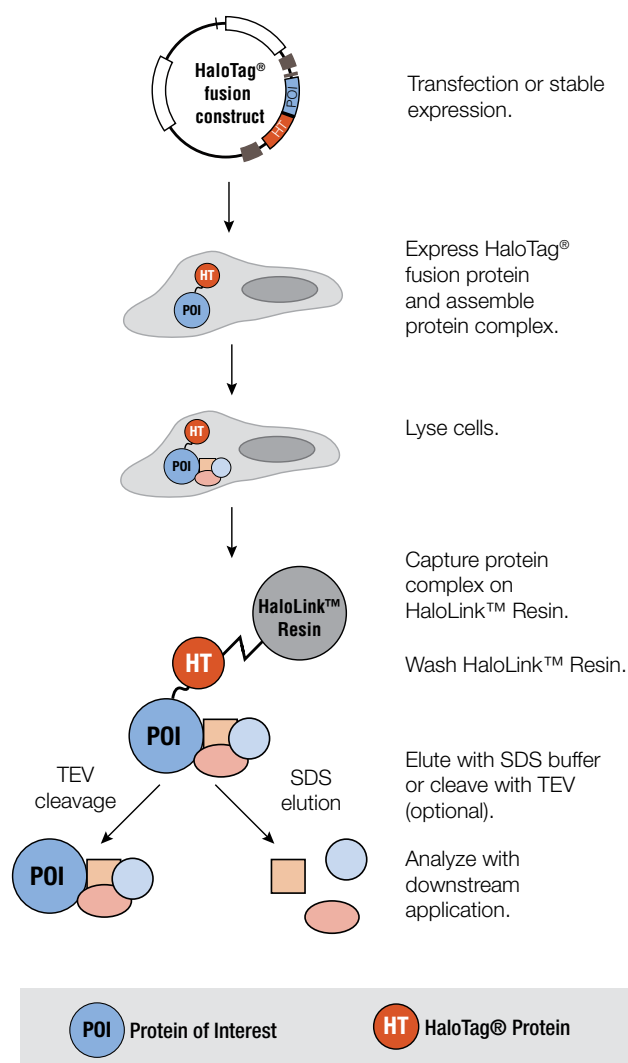 HaloTag®
fusion
construct
POI
HT
Transfection or stable
expression.
HT
POI
Express HaloTag®
fusion protein
and assemble
protein complex.
HT
POI
Lyse cells.
HaloLink™
Resin
Capture protein
complex on
HaloLink™ Resin.
HT
Wash HaloLink™ Resin.
POI
TEV
cleavage
SDS
elution
Elute with SDS buffer
or cleave with TEV
(optional).
POI
Analyze with
downstream
application.
POI Protein of Interest
HT HaloTag® Protein